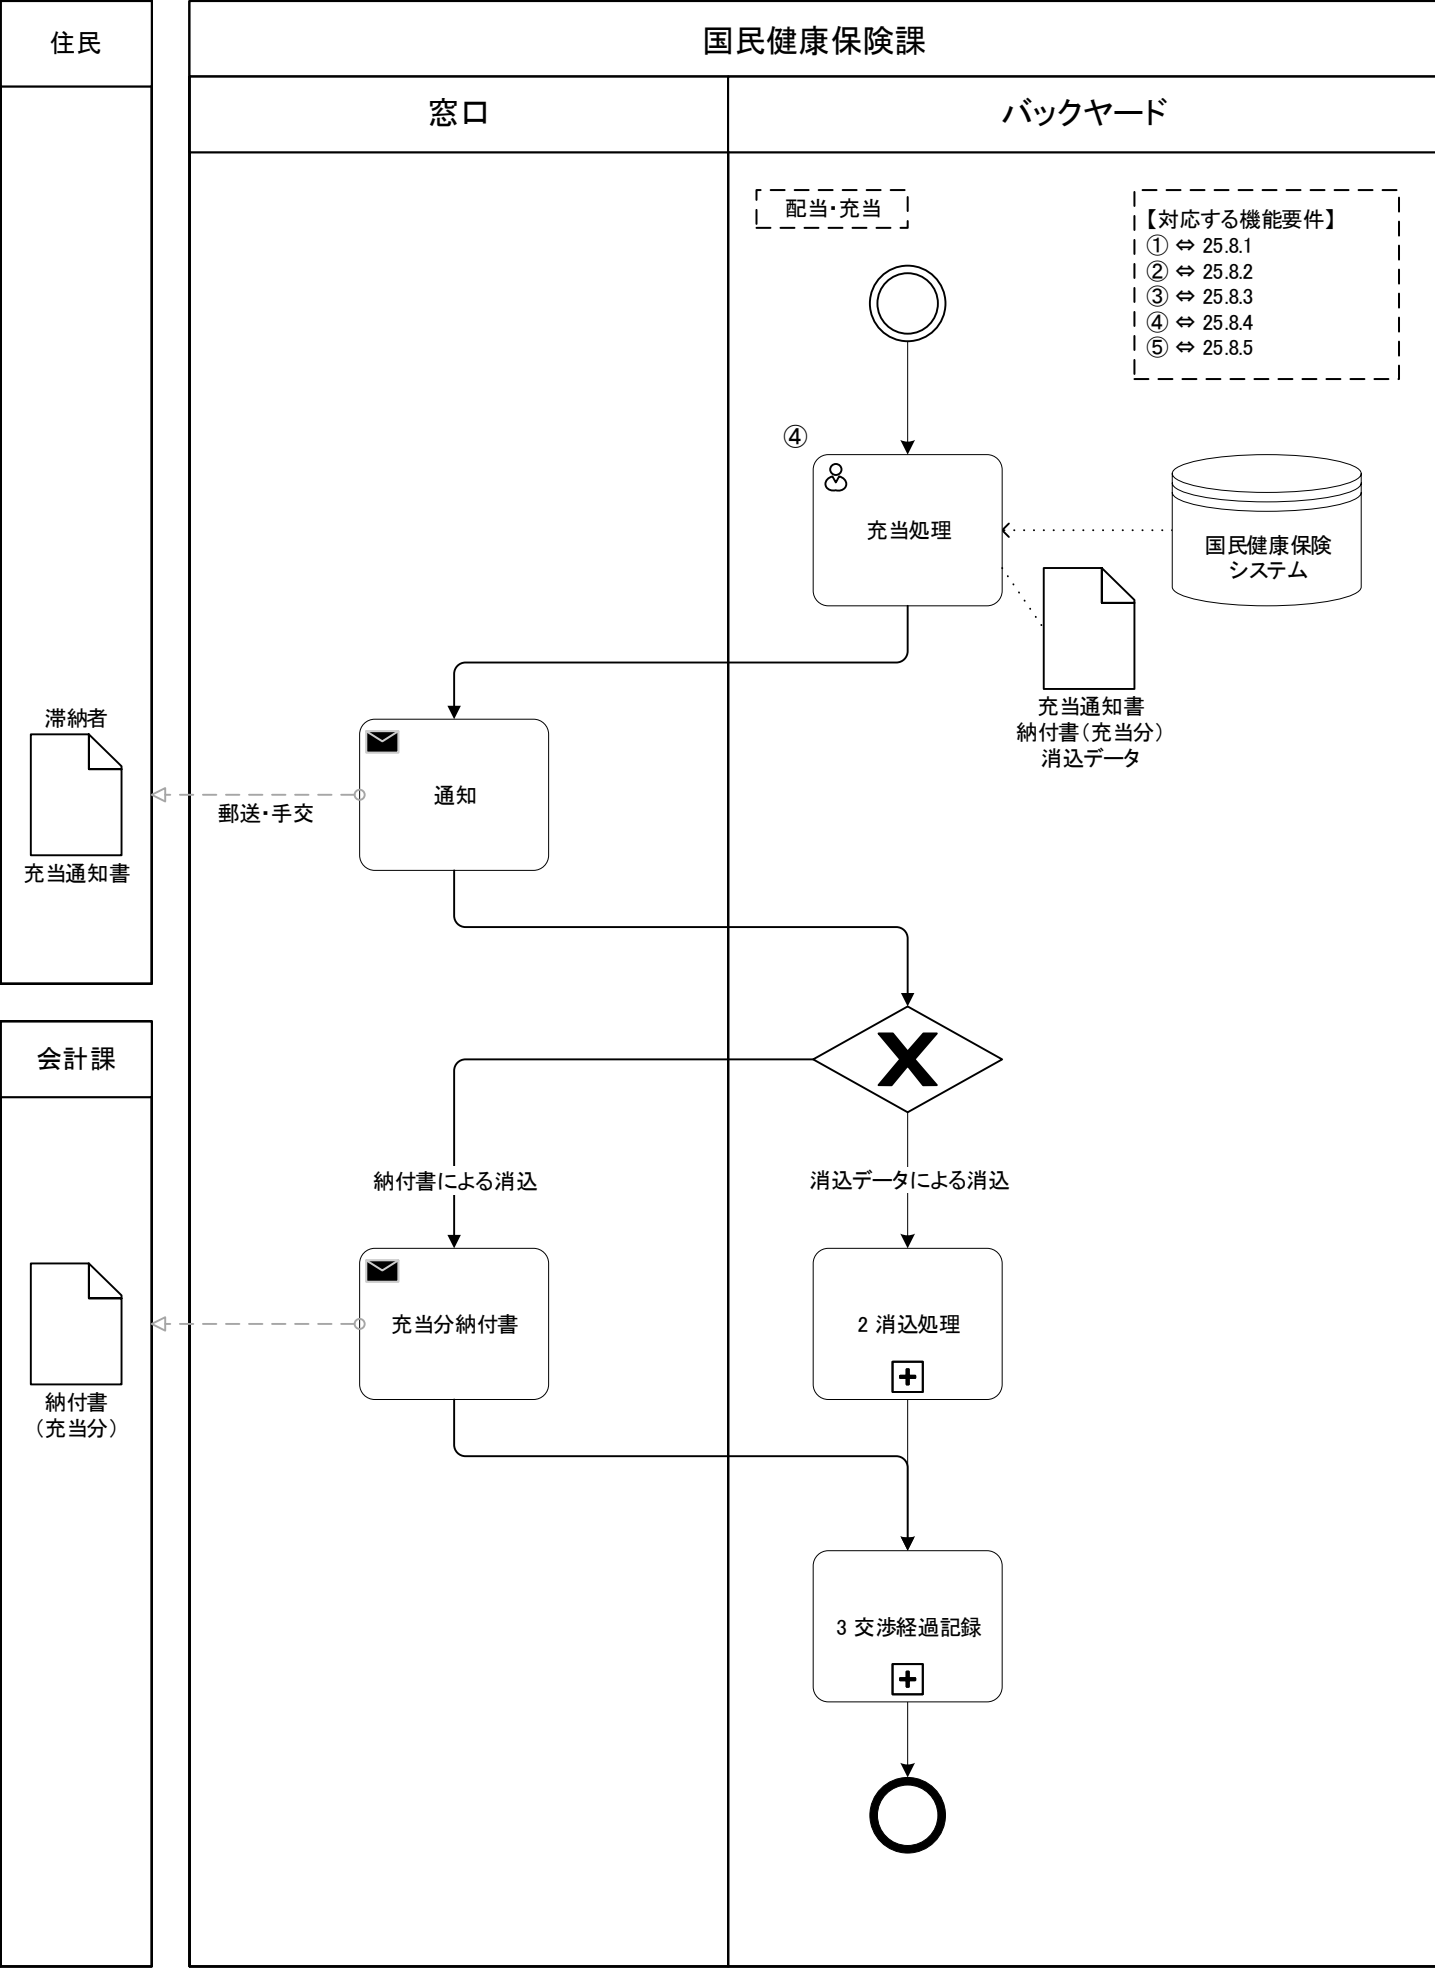 住民
国民健康保険課
窓口
バックヤード
配当・充当
【対応する機能要件】
① ⇔ 25.8.1
② ⇔ 25.8.2
③ ⇔ 25.8.3
④ ⇔ 25.8.4
⑤ ⇔ 25.8.5
④
充当処理
国民健康保険
システム
充当通知書
納付書（充当分）
消込データ
滞納者
充当通知書
郵送・手交
通知
会計課
納付書による消込
消込データによる消込
充当分納付書
2 消込処理
納付書
（充当分）
3 交渉経過記録